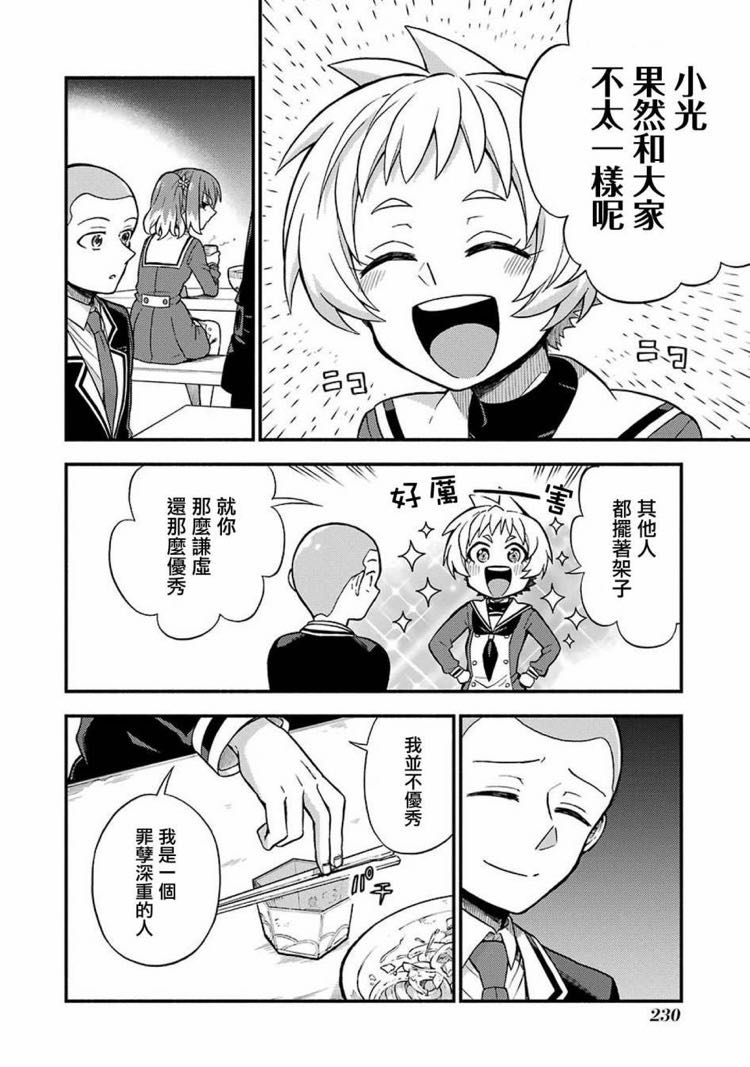 小光
果然和大家
不太一樣呢
ニコ
ニコ
其他人
都擺著架子
好厲害
就你
那麼謙虛
還那麼優秀
我並不優秀
我是一個
罪孽深重的人
230